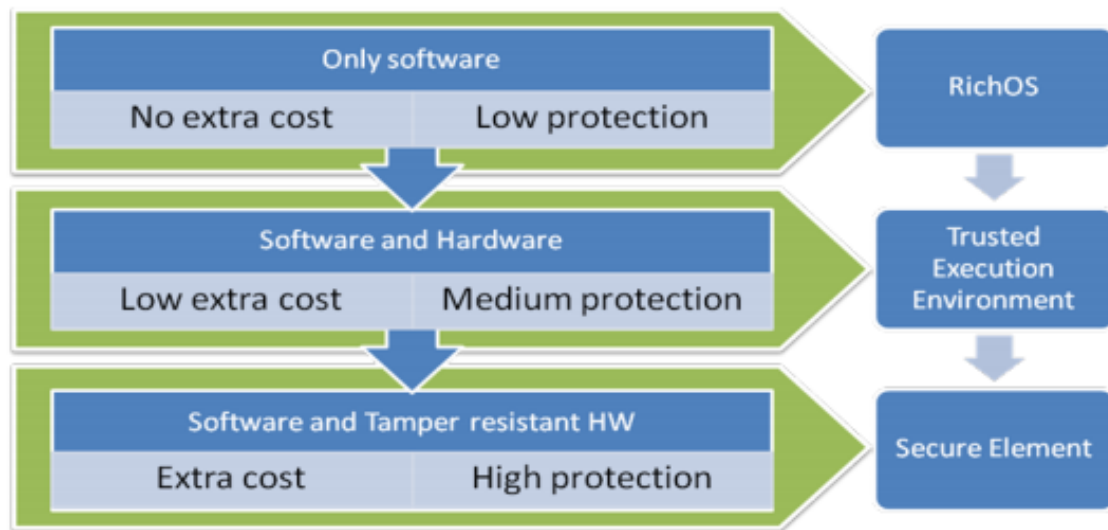 Only software
No extra cost
Low protection
RichOS
Software and Hardware
Low extra cost
Medium protection
Trusted
Execution
Environment
Software and Tamper resistant HW
Extra cost
High protection
Secure Element